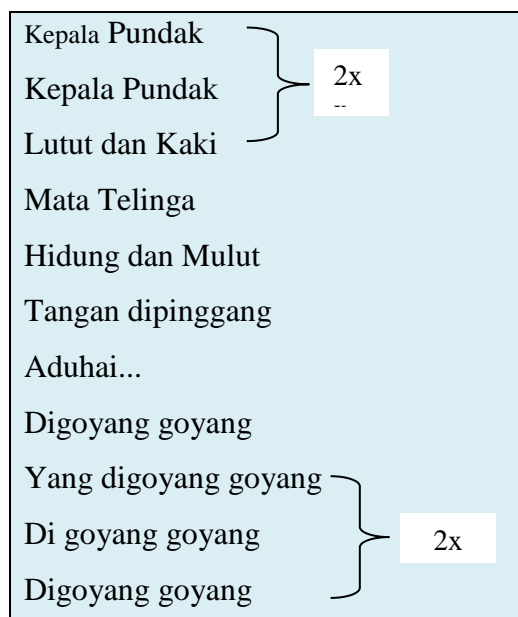 Kepala Pundak
Kepala Pundak
2x
Lutut dan Kaki
Mata Telinga
Hidung dan Mulut
Tangan dipinggang
Aduhai...
Digoyang goyang
Yang digoyang goyang
Di goyang goyang
2x
Digoyang goyang